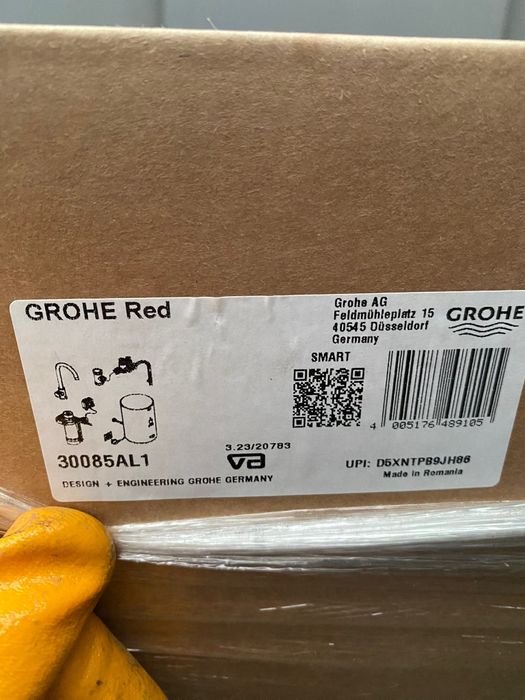 GROHE Red
Grohe AG
Feldmühleplatz 15
40545 Düsseldorf
Germany
GROHE
SMART
4 005176 489105
3.23/20783
30085AL1
va
UPI: D5XNTPB9JH86
Made in Romania
DESIGN + ENGINEERING GROHE GERMANY